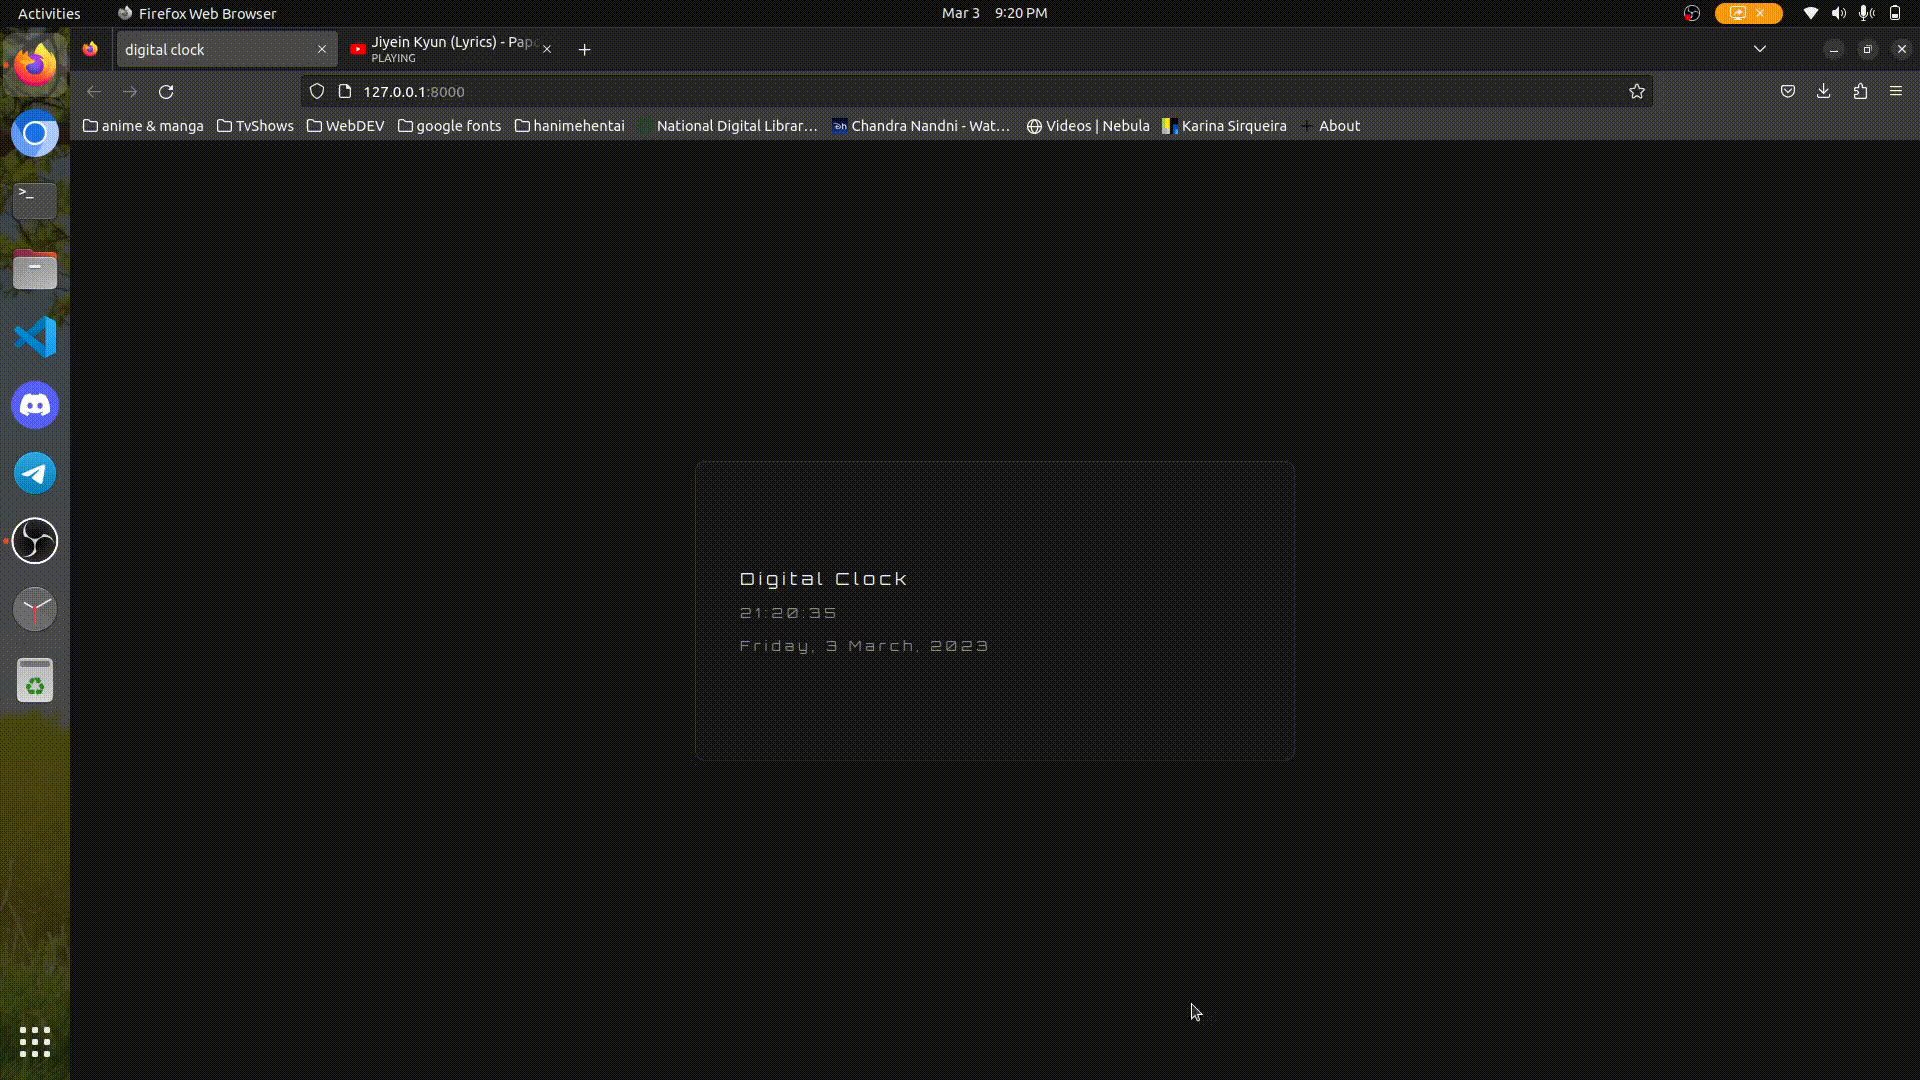 Activities
Firefox Web Browser
Mar 3 9:20 PM
digital clock
Jiyein Kyun (Lyrics) - Pap
PLAYING
127.0.0.1:8000
anime & manga
TvShows
WebDEV
google fonts
hanimehentai
National Digital Librar…
Chandra Nandni - Wat…
Videos | Nebula
Karina Sirqueira
About
Digital Clock
21:20:35
Friday, 3 March, 2023